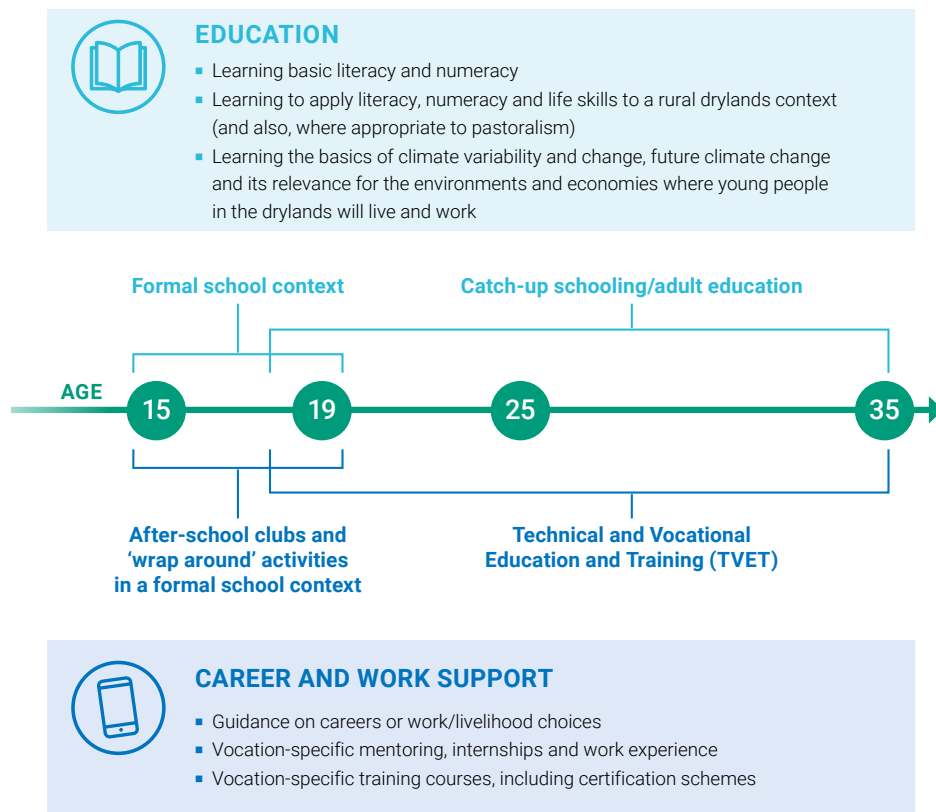 EDUCATION
▪ Learning basic literacy and numeracy
▪ Learning to apply literacy, numeracy and life skills to a rural drylands context
(and also, where appropriate to pastoralism)
▪ Learning the basics of climate variability and change, future climate change
and its relevance for the environments and economies where young people
in the drylands will live and work
Formal school context
Catch-up schooling/adult education
AGE
15
19
25
35
After-school clubs and
‘wrap around’ activities
in a formal school context
Technical and Vocational
Education and Training (TVET)
CAREER AND WORK SUPPORT
▪ Guidance on careers or work/livelihood choices
▪ Vocation-specific mentoring, internships and work experience
▪ Vocation-specific training courses, including certification schemes